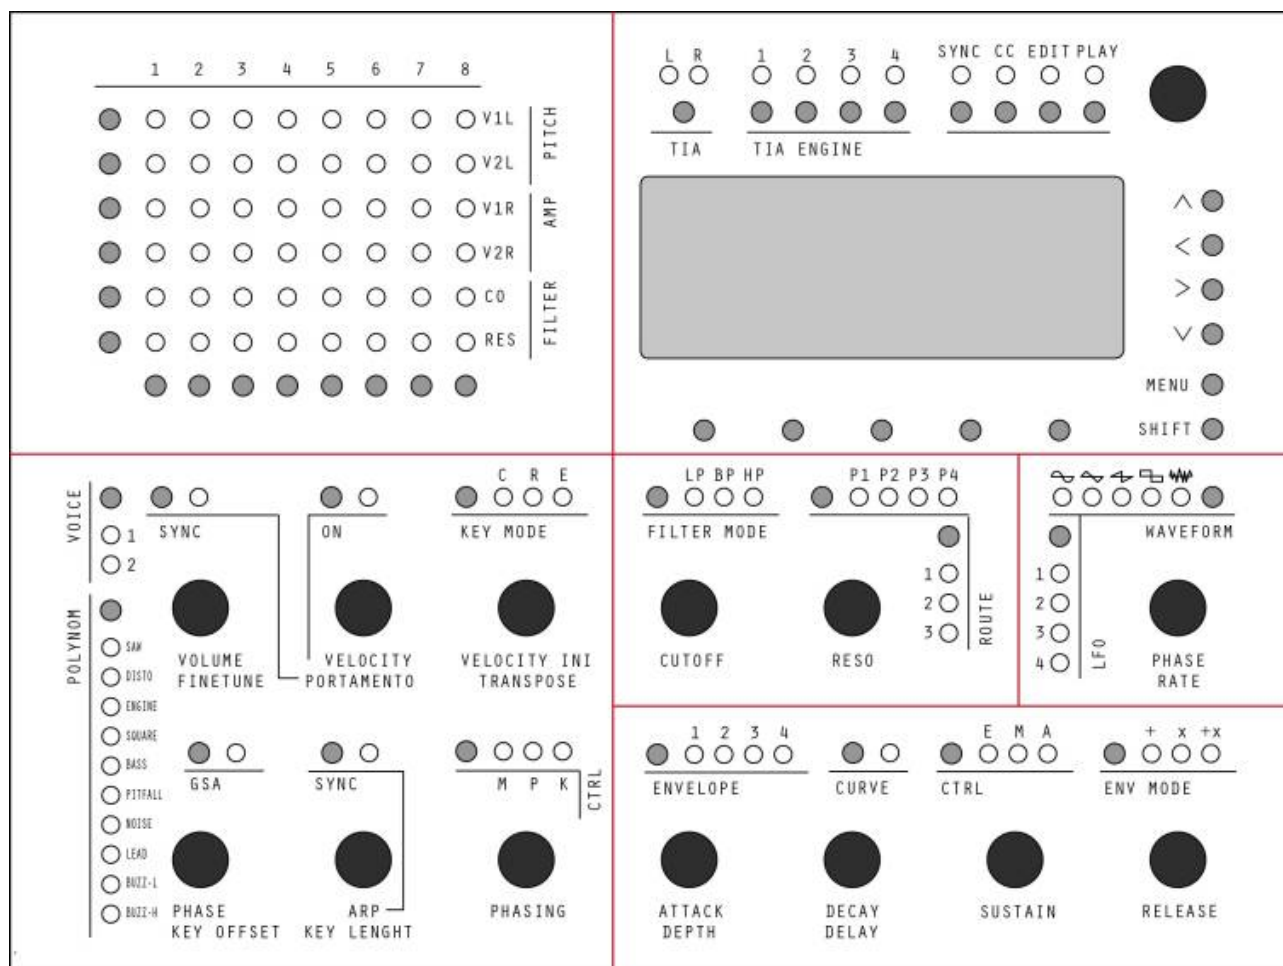 1 2 3 4 5 6 7 8
V1L
V2L
PITCH
V1R
V2R
AMP
CO
RES
FILTER
L R
TIA
1 2 3 4
TIA ENGINE
SYNC CC EDIT PLAY
MENU
SHIFT
VOICE
1
2
SYNC
ON
C R E
KEY MODE
POLYNOM
SAW
DISTO
ENGINE
SQUARE
BASS
PITFALL
NOISE
LEAD
BUZZ-L
BUZZ-H
VOLUME
FINETUNE
VELOCITY
PORTAMENTO
VELOCITY INI
TRANSPOSE
GSA
SYNC
M P K
CTRL
PHASE
KEY OFFSET
ARP
KEY LENGHT
PHASING
LP BP HP
FILTER MODE
P1 P2 P3 P4
1
2
3
ROUTE
CUTOFF
RESO
WAVEFORM
1
2
3
4
LFO
PHASE
RATE
1 2 3 4
ENVELOPE
CURVE
E M A
CTRL
+ x +x
ENV MODE
ATTACK
DEPTH
DECAY
DELAY
SUSTAIN
RELEASE